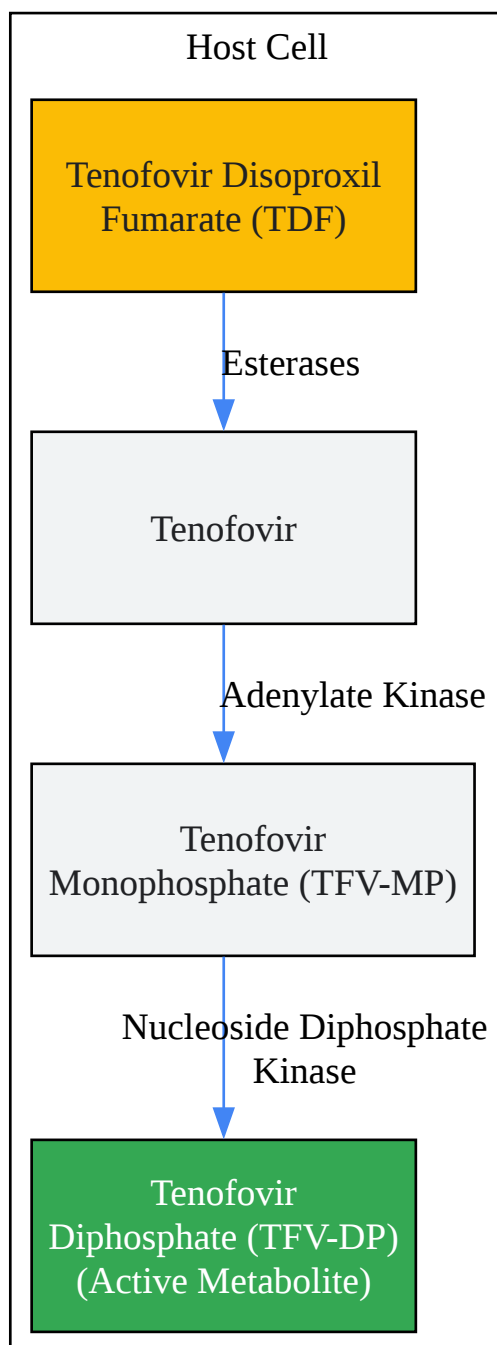 Host Cell
Tenofovir Disoproxil
Fumarate (TDF)
Esterases
Tenofovir
Adenylate Kinase
Tenofovir
Monophosphate (TFV-MP)
Nucleoside Diphosphate
Kinase
Tenofovir
Diphosphate (TFV-DP)
(Active Metabolite)